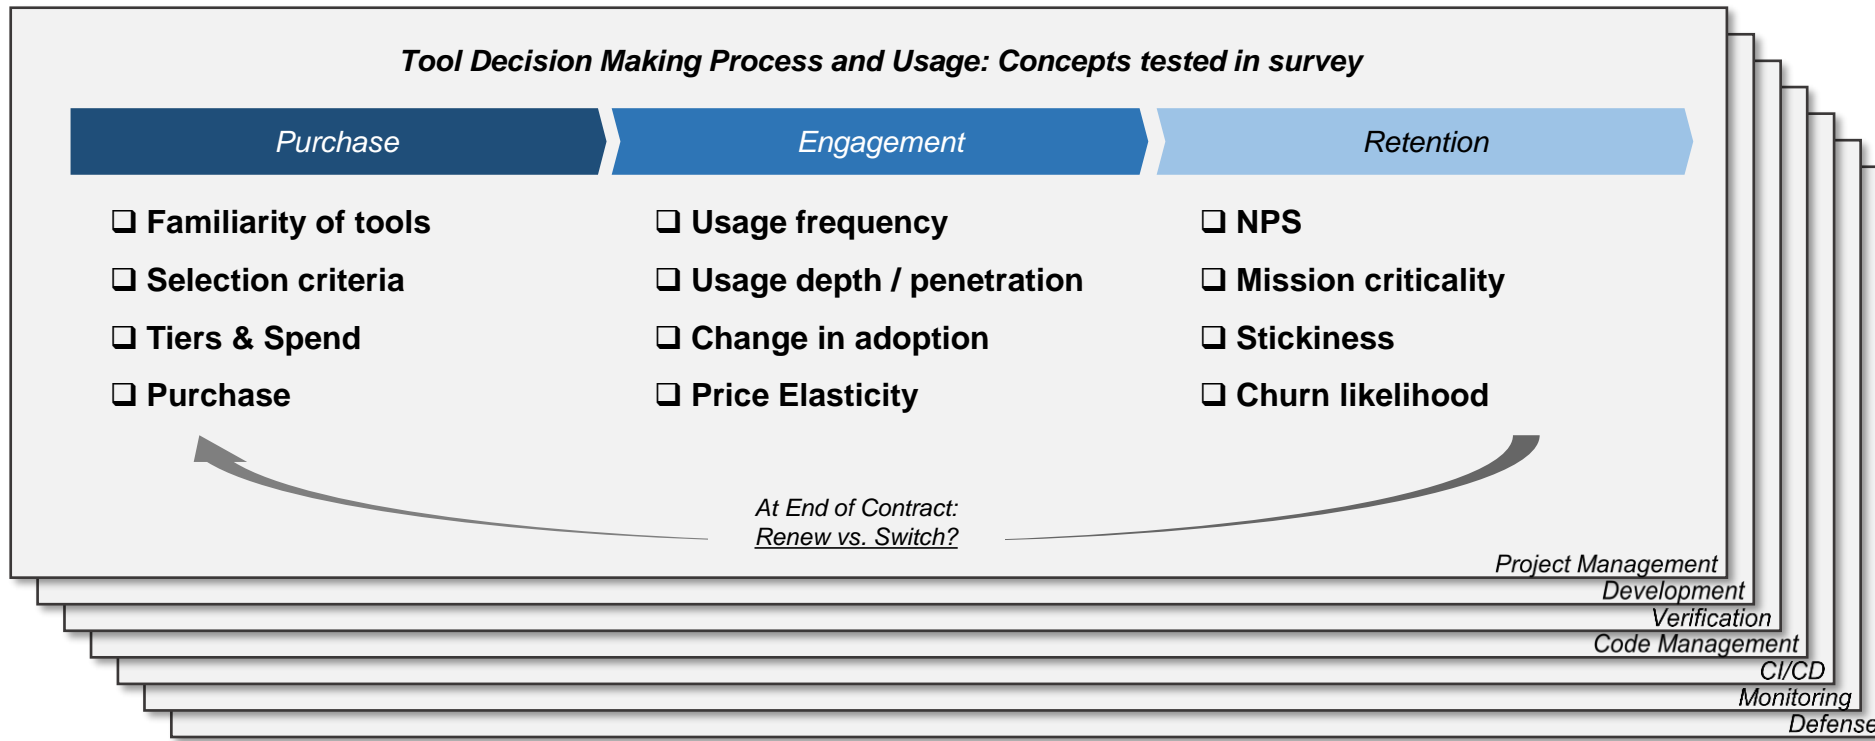 Tool Decision Making Process and Usage: Concepts tested in survey
Purchase
Engagement
Retention
Familiarity of tools
Selection criteria
Tiers & Spend
Purchase
Usage frequency
Usage depth / penetration
Change in adoption
Price Elasticity
NPS
Mission criticality
Stickiness
Churn likelihood
At End of Contract:
Renew vs. Switch?
Project Management
Development
Verification
Code Management
CI/CD
Monitoring
Defense